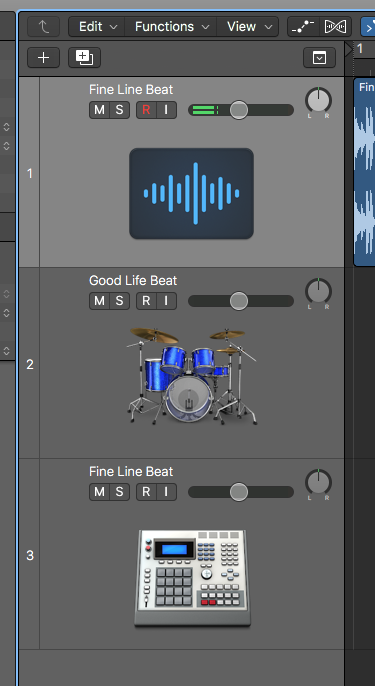 Edit Functions View
1
Fine Line Beat
M S R I
L R
1
Fin
Good Life Beat
M S R I
L R
2
Fine Line Beat
M S R I
L R
3